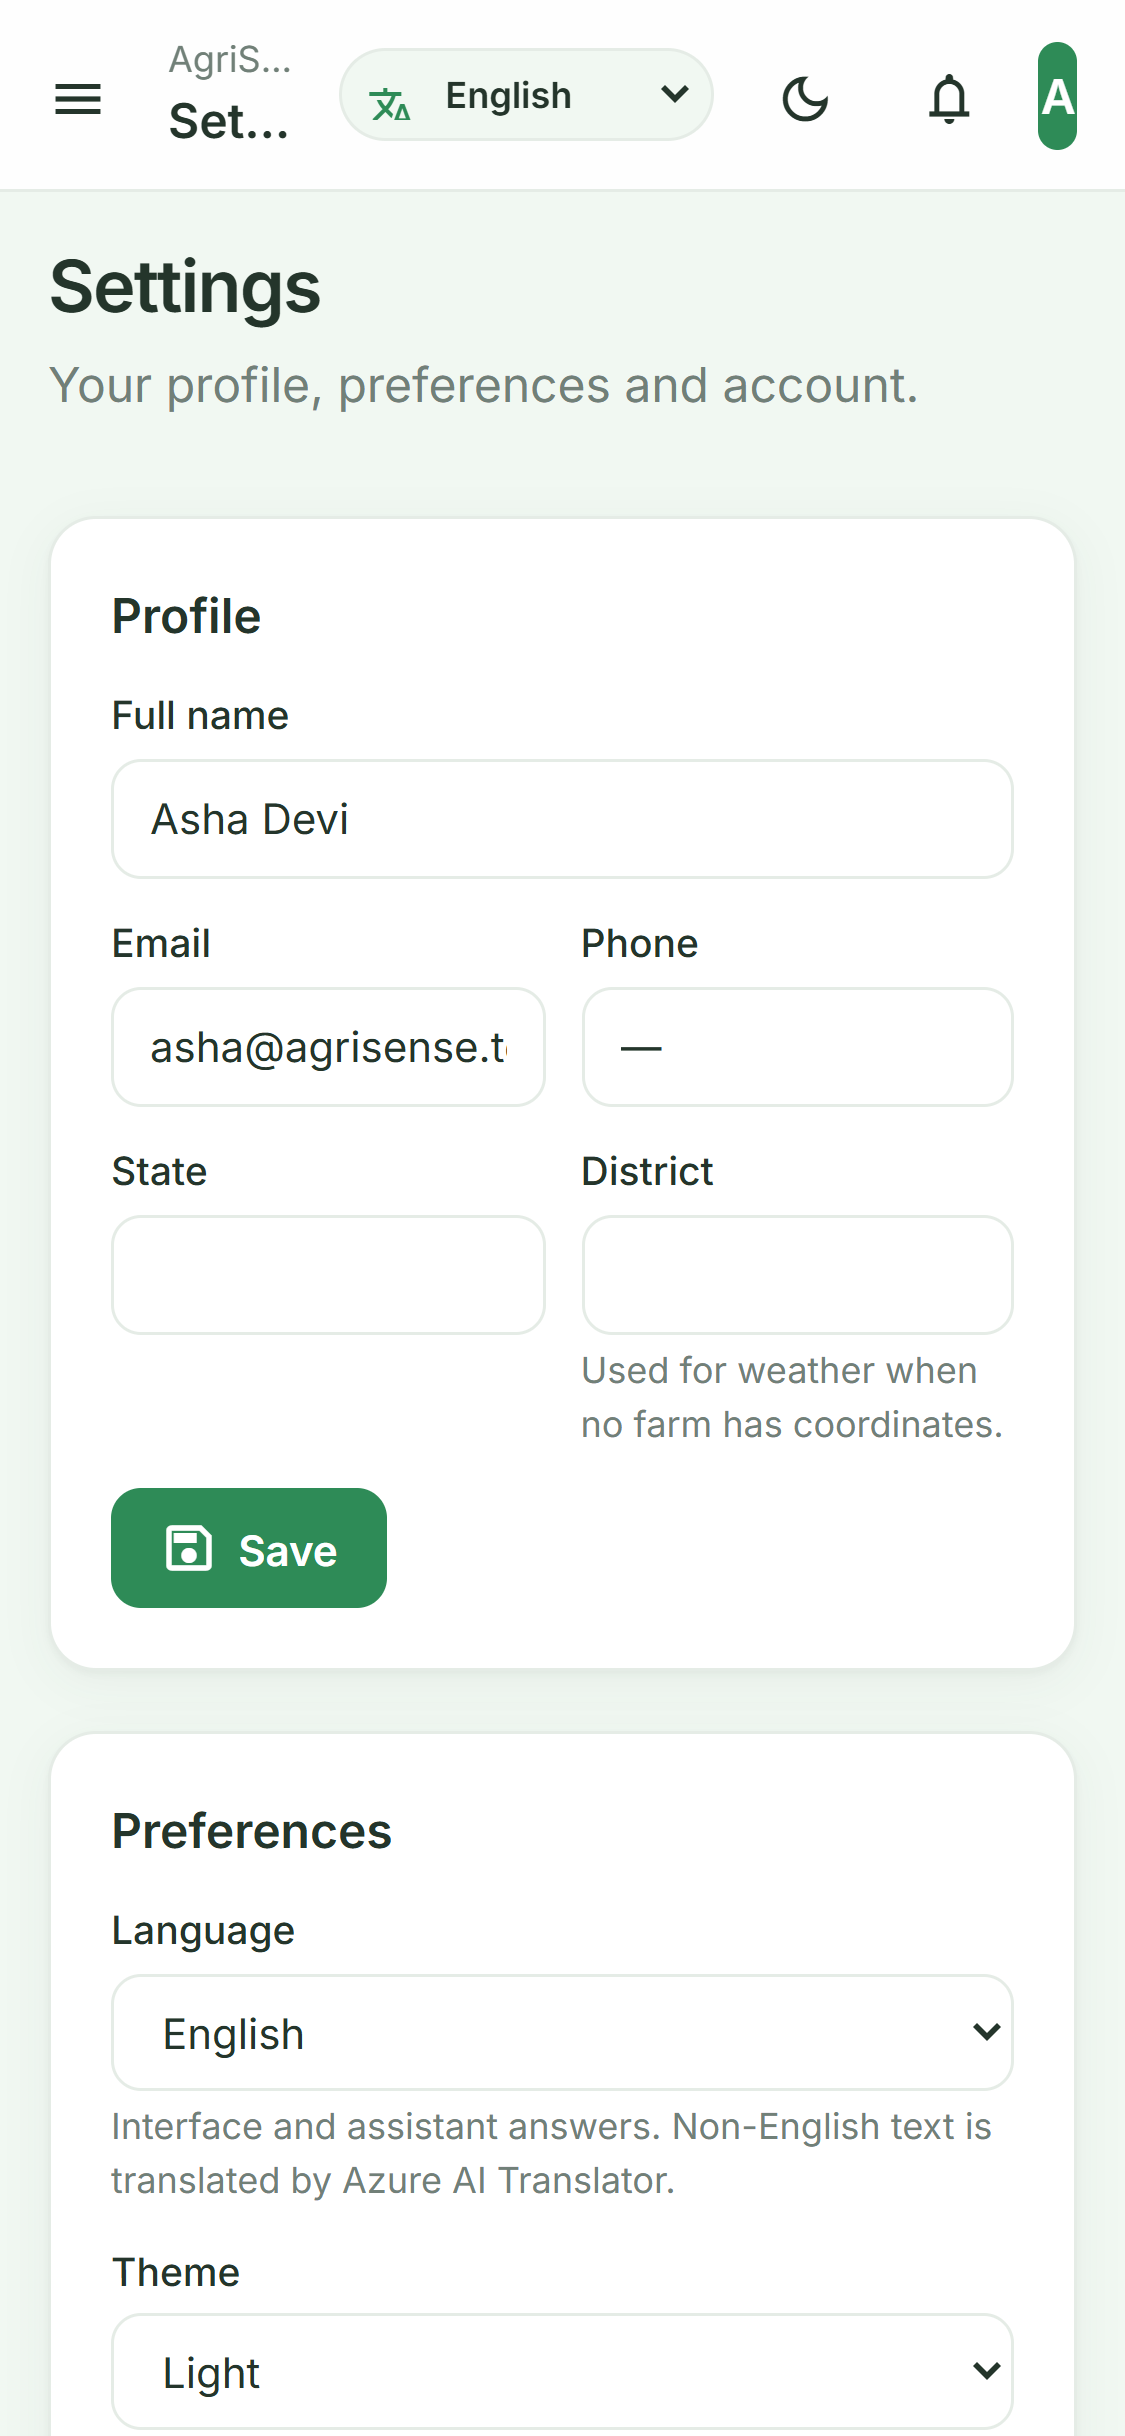 AgriS...
Set...
English
A
Settings
Your profile, preferences and account.
Profile
Full name
Asha Devi
Email
Phone
asha@agrisense.t
—
State
District
Used for weather when
no farm has coordinates.
Save
Preferences
Language
English
Interface and assistant answers. Non-English text is
translated by Azure AI Translator.
Theme
Light